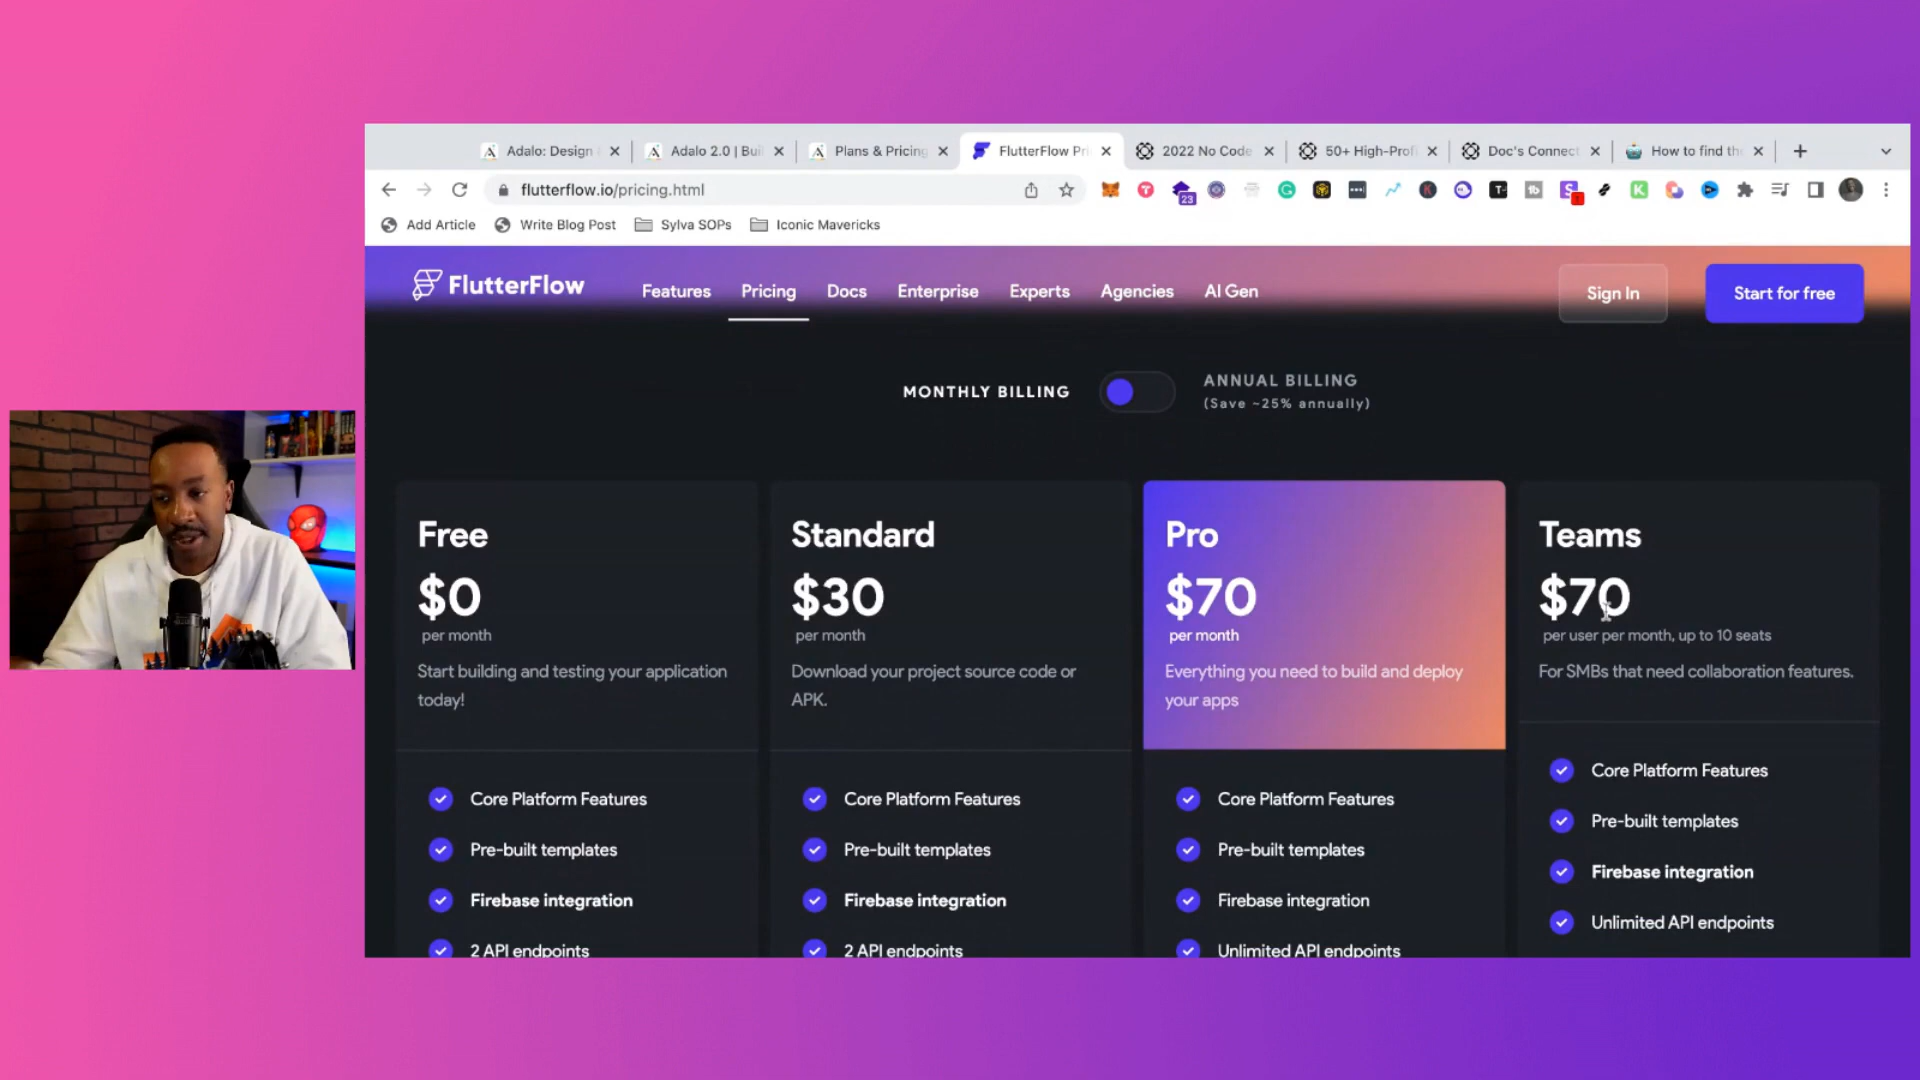 Adalo: Design
Adalo 2.0 | Bui
Plans & Pricing
FlutterFlow Pri
2022 No Code
50+ High-Profi
Doc's Connect
How to find th
flutterflow.io/pricing.html
23
Add Article
Write Blog Post
Sylva SOPs
Iconic Mavericks
FlutterFlow
Features
Pricing
Docs
Enterprise
Experts
Agencies
AI Gen
Sign In
Start for free
MONTHLY BILLING
ANNUAL BILLING
(Save ~25% annually)
Free
$0
per month
Start building and testing your application
today!
Core Platform Features
Pre-built templates
Firebase integration
2 API endpoints
Standard
$30
per month
Download your project source code or
APK.
Core Platform Features
Pre-built templates
Firebase integration
2 API endpoints
Pro
$70
per month
Everything you need to build and deploy
your apps
Core Platform Features
Pre-built templates
Firebase integration
Unlimited API endpoints
Teams
$70
per user per month, up to 10 seats
For SMBs that need collaboration features.
Core Platform Features
Pre-built templates
Firebase integration
Unlimited API endpoints